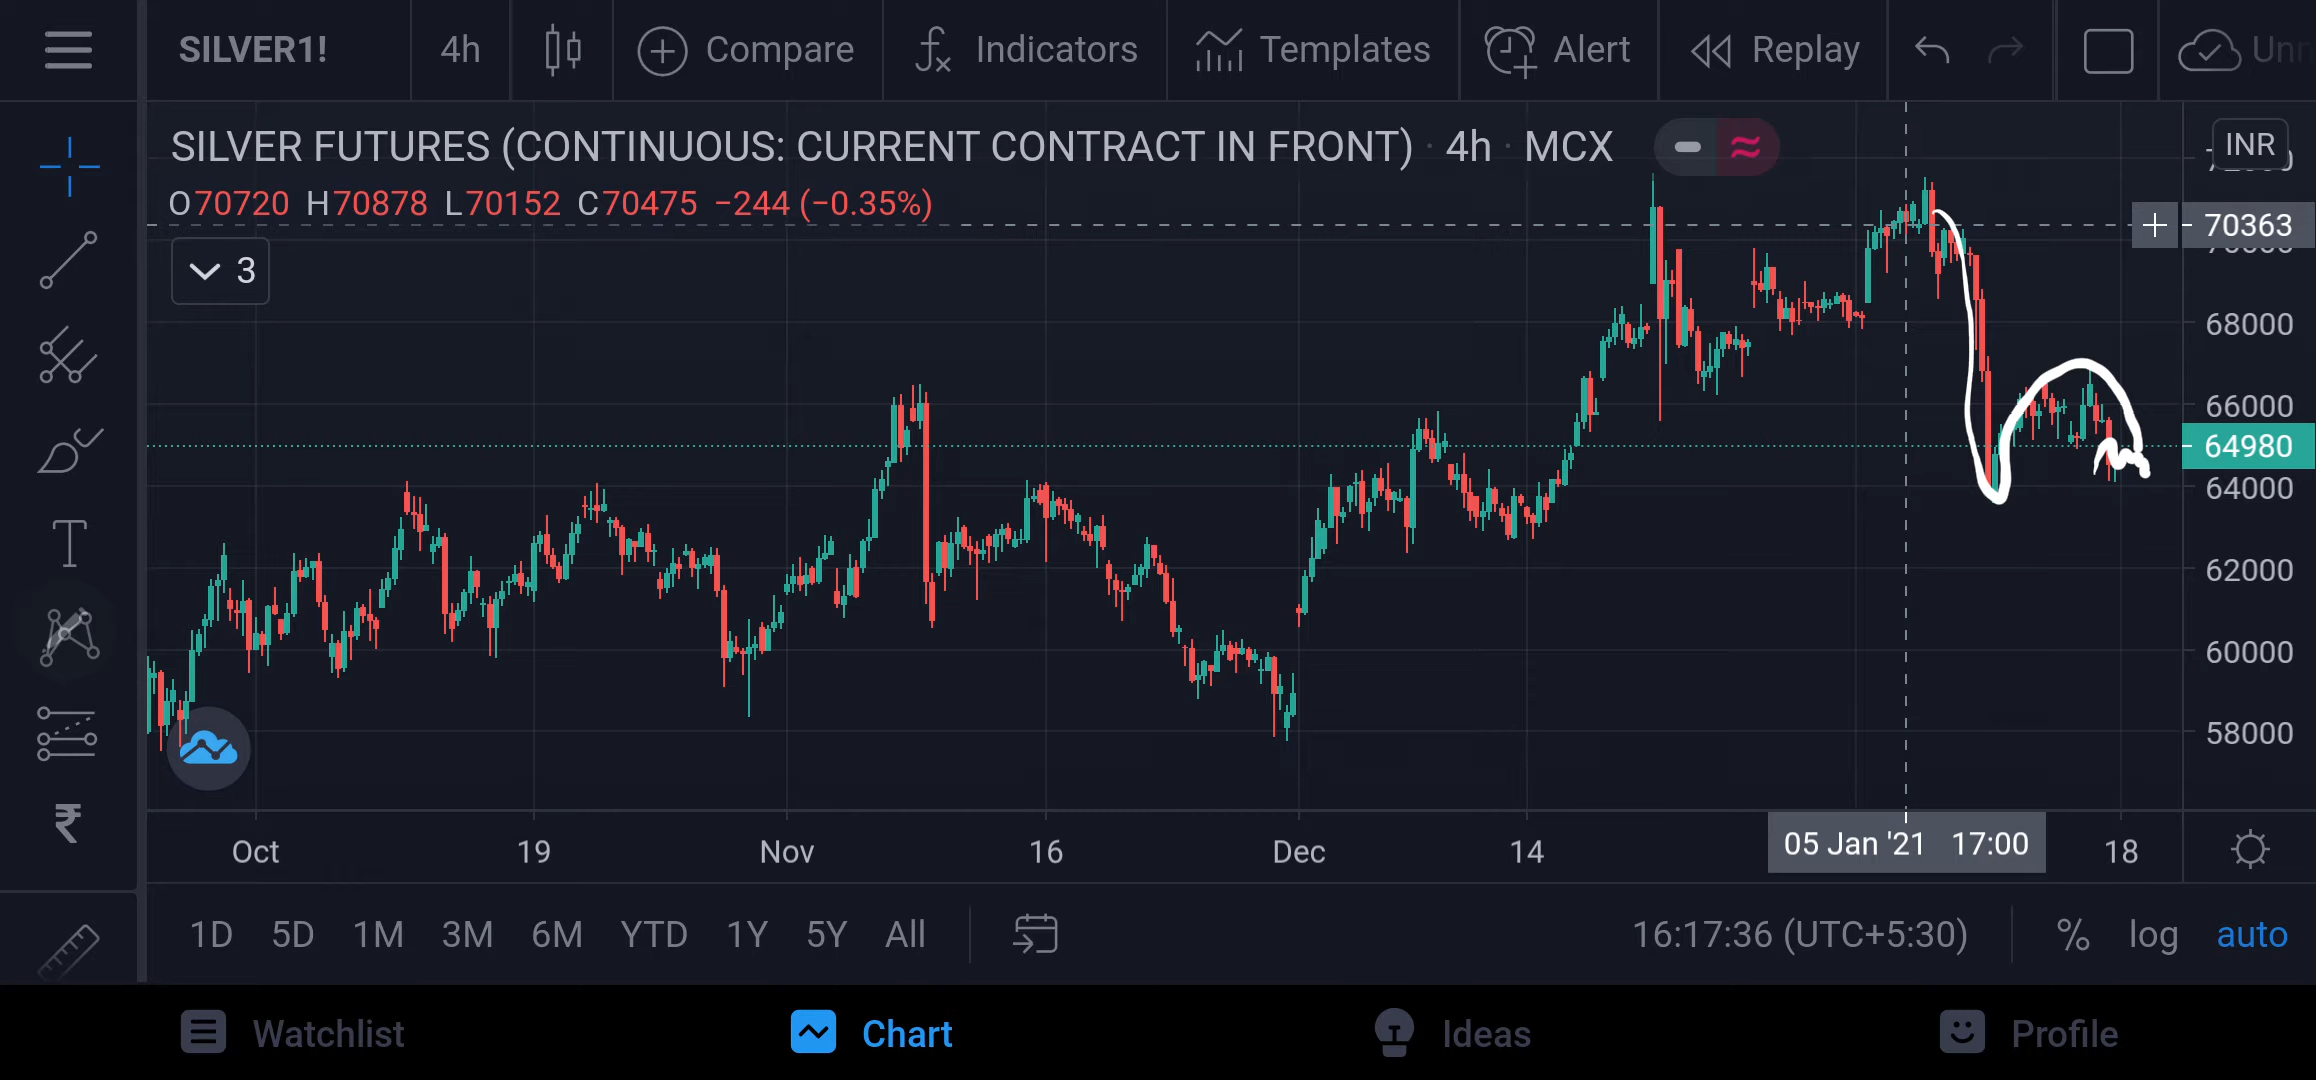 SILVER1! 4h Compare Indicators Templates Alert Replay
SILVER FUTURES (CONTINUOUS: CURRENT CONTRACT IN FRONT) · 4h · MCX
INR
O70720 H70878 L70152 C70475 −244 (−0.35%)
70363
3
68000
66000
64980
64000
62000
60000
58000
Oct 19 Nov 16 Dec 14 05 Jan '21 17:00 18
1D 5D 1M 3M 6M YTD 1Y 5Y All 16:17:36 (UTC+5:30) % log auto
Watchlist Chart Ideas Profile